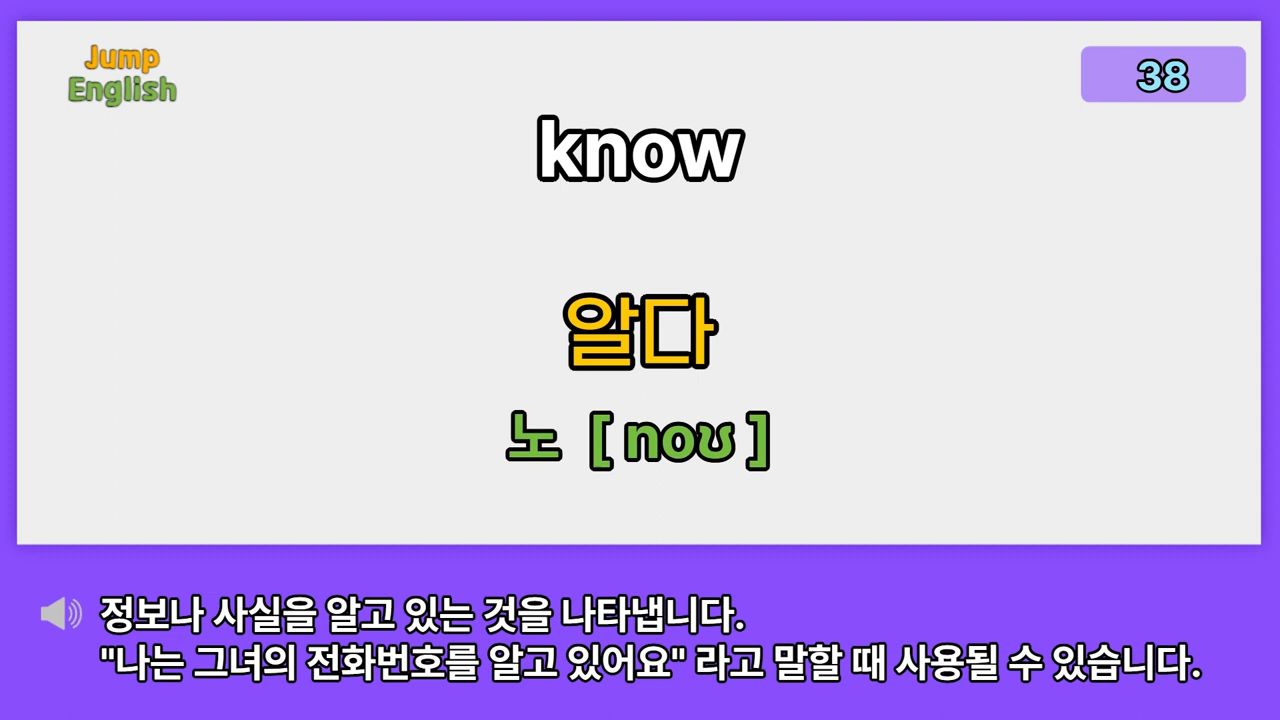 Jump
English
38
know
알다
노 [ noʊ ]
정보나 사실을 알고 있는 것을 나타냅니다.
"나는 그녀의 전화번호를 알고 있어요" 라고 말할 때 사용될 수 있습니다.